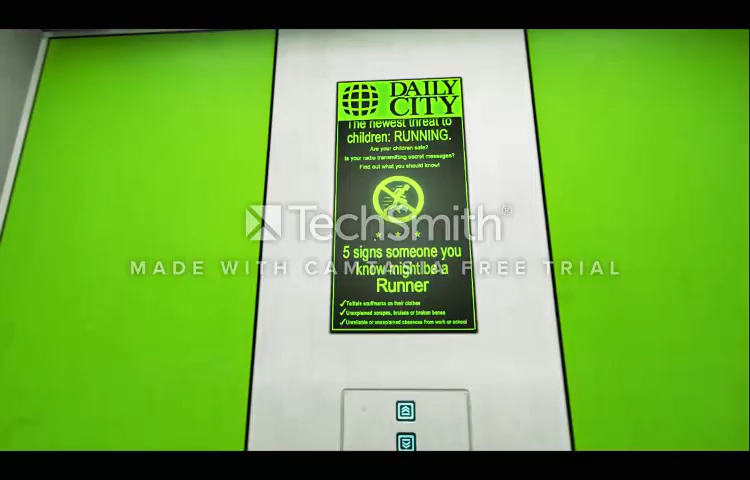 DAILY
CITY
The newest threat to
children: RUNNING.
Are your children safe?
Is your radio transmitting secret messages?
Find out what you should know!
TechSmith®
5 signs someone you
know might be a
MADE WITH CAMTASIA FREE TRIAL
Runner
Telltale scuffmarks on their clothes
Unexplained scrapes, bruises or broken bones
Unreliable or unexplained absences from work or school